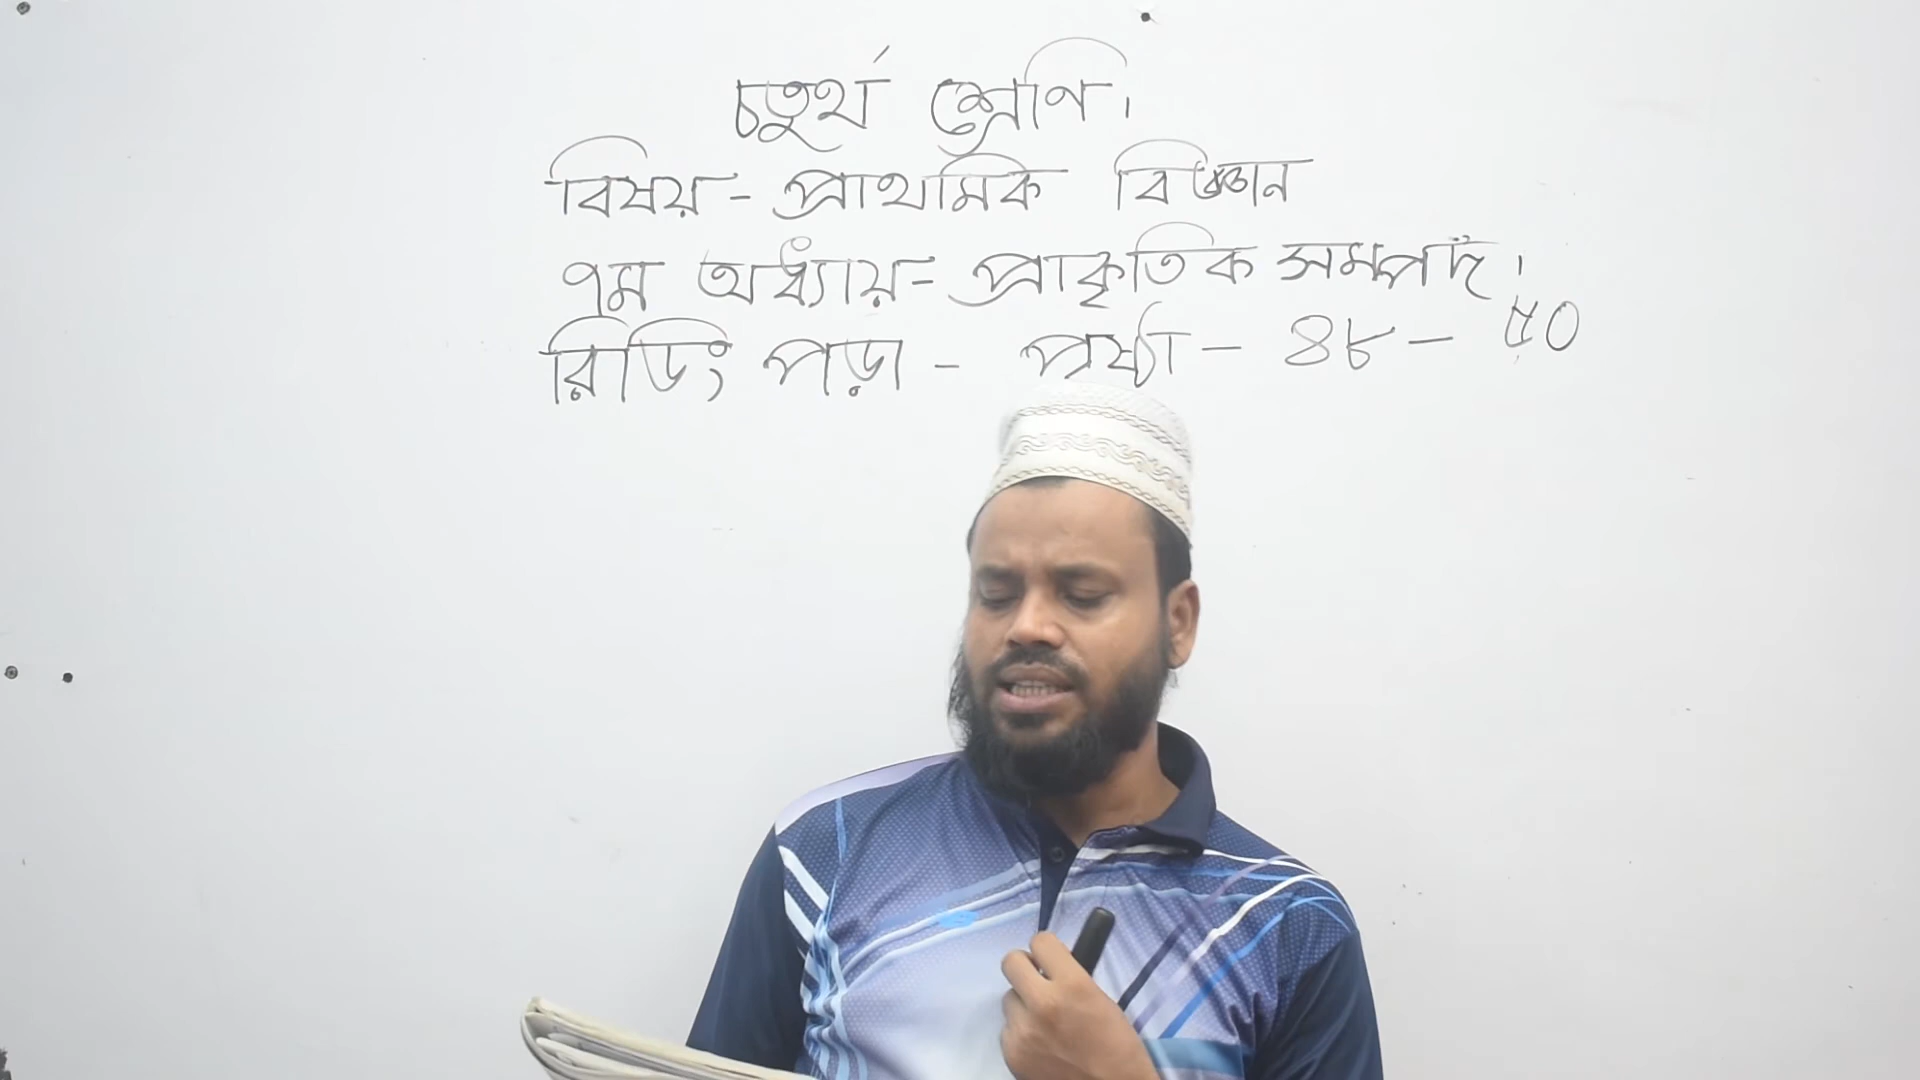 চতুর্থ শ্রেণি।
বিষয় - প্রাথমিক বিজ্ঞান
৭ম অধ্যায় - প্রাকৃতিক সম্পদ।
রিডিং পড়া - পৃষ্ঠা - ৪৮ - ৫০